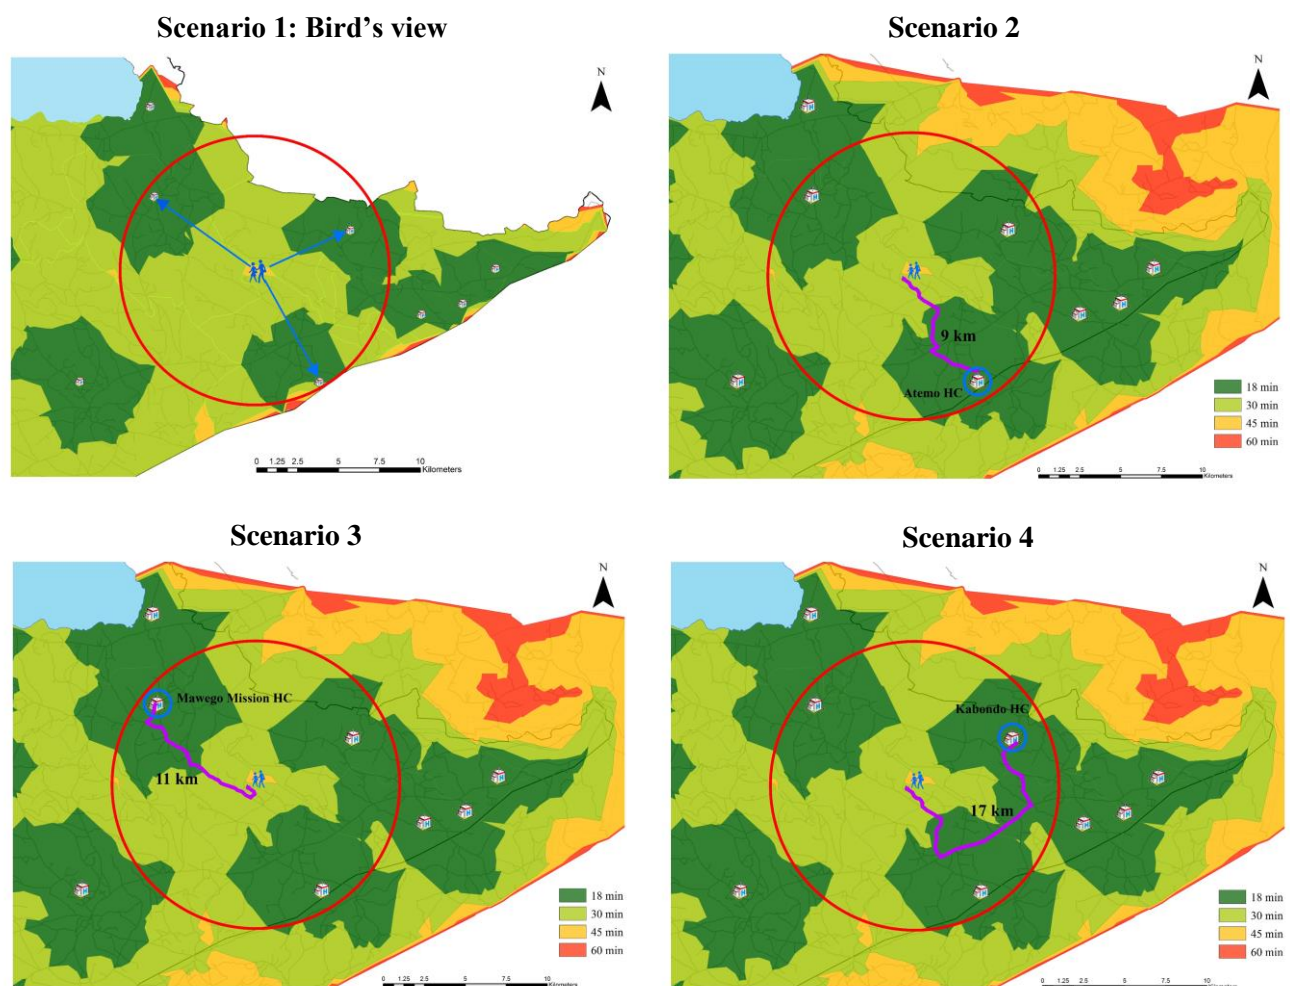 Scenario 1: Bird's view
N
0 1.25 2.5 5 7.5 10
Kilometers
Scenario 2
N
9 km
Atemo HC
18 min
30 min
45 min
60 min
0 1.25 2.5 5 7.5 10
Kilometers
Scenario 3
N
Mawego Mission HC
11 km
18 min
30 min
45 min
60 min
0 1.25 2.5 5 7.5 10
Kilometers
Scenario 4
N
Kabondo HC
17 km
18 min
30 min
45 min
60 min
0 1.25 2.5 5 7.5 10
Kilometers